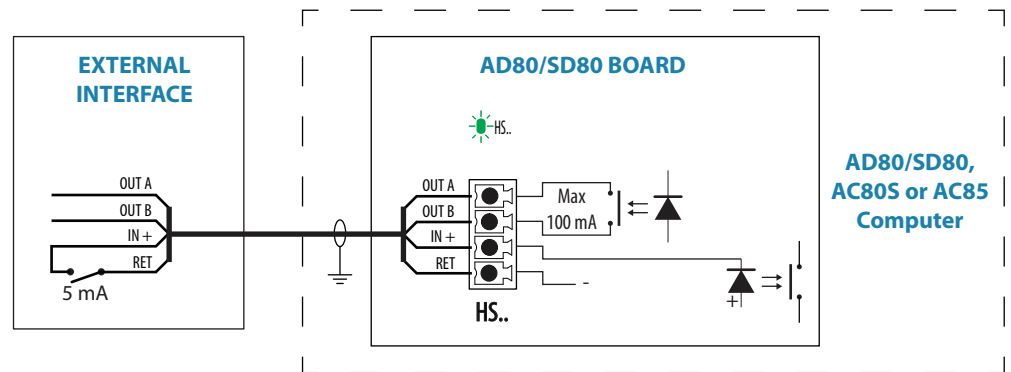 EXTERNAL
INTERFACE
OUT A
OUT B
IN +
RET
5 mA
AD80/SD80 BOARD
HS..
OUT A
OUT B
IN +
RET
HS..
Max
100 mA
-
+
AD80/SD80,
AC80S or AC85
Computer